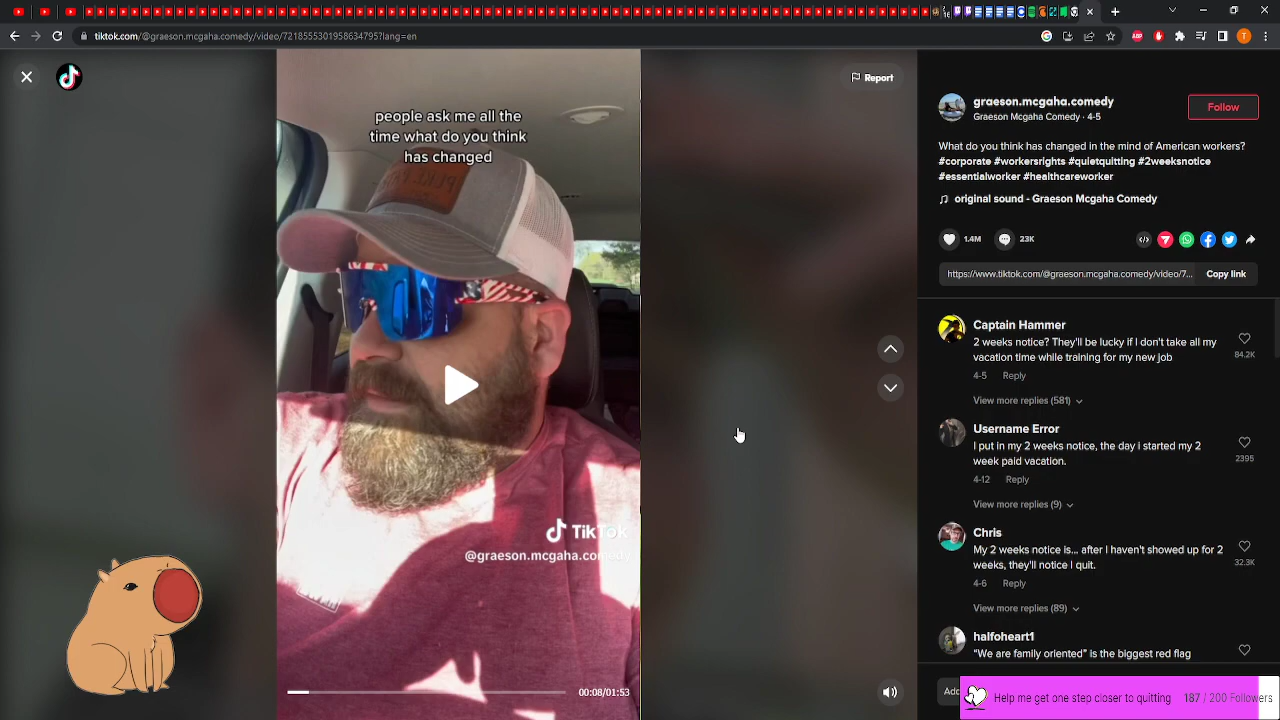 tiktok.com/@graeson.mcgaha.comedy/video/7218555301958634795?lang=en
Report
people ask me all the
time what do you think
has changed
TikTok
@graeson.mcgaha.comedy
00:08/01:53
graeson.mcgaha.comedy
Graeson Mcgaha Comedy · 4-5
Follow
What do you think has changed in the mind of American workers?
#corporate #workersrights #quietquitting #2weeksnotice
#essentialworker #healthcareworker
original sound - Graeson Mcgaha Comedy
1.4M
23K
https://www.tiktok.com/@graeson.mcgaha.comedy/video/7...
Copy link
Captain Hammer
2 weeks notice? They'll be lucky if I don't take all my
vacation time while training for my new job
84.2K
4-5 Reply
View more replies (581)
Username Error
I put in my 2 weeks notice, the day I started my 2
week paid vacation.
2395
4-12 Reply
View more replies (9)
Chris
My 2 weeks notice is... after I haven't showed up for 2
weeks, they'll notice I quit.
32.3K
4-6 Reply
View more replies (89)
halfofheart1
"We are family oriented" is the biggest red flag
Add
Help me get one step closer to quitting 187 / 200 Followers